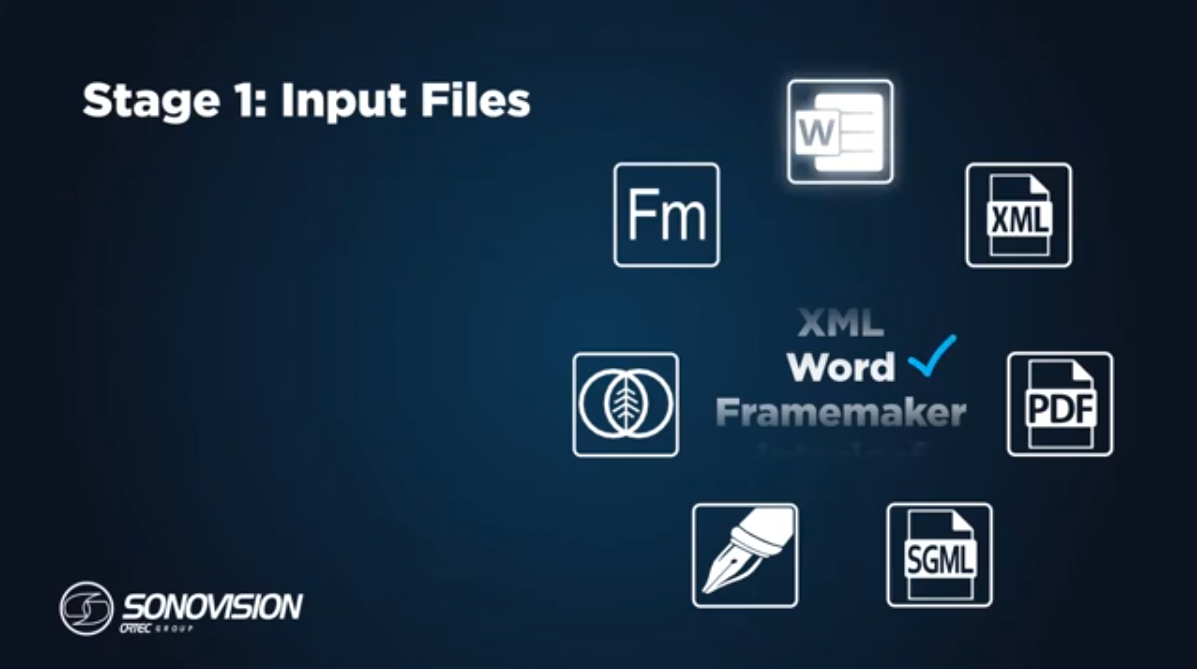 Stage 1: Input Files
W
Fm
XML
XML
Word
Framemaker
PDF
SGML
SONOVISION
ORTEC GROUP